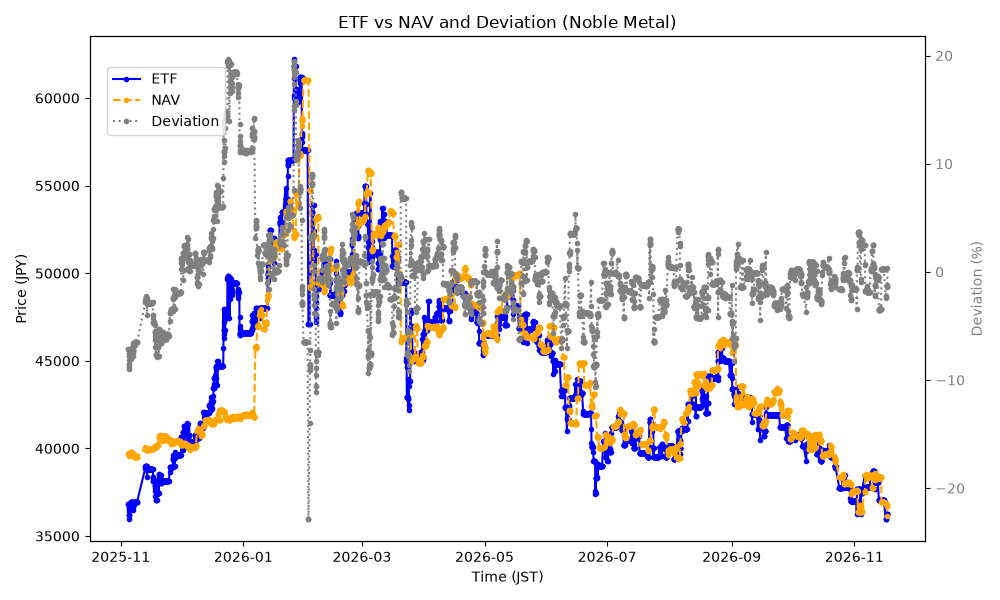 ETF vs NAV and Deviation (Noble Metal)
ETF
NAV
Deviation
Price (JPY)
60000
55000
50000
45000
40000
35000
20
10
0
−10
−20
Deviation (%)
2025-11
2026-01
2026-03
2026-05
2026-07
2026-09
2026-11
Time (JST)